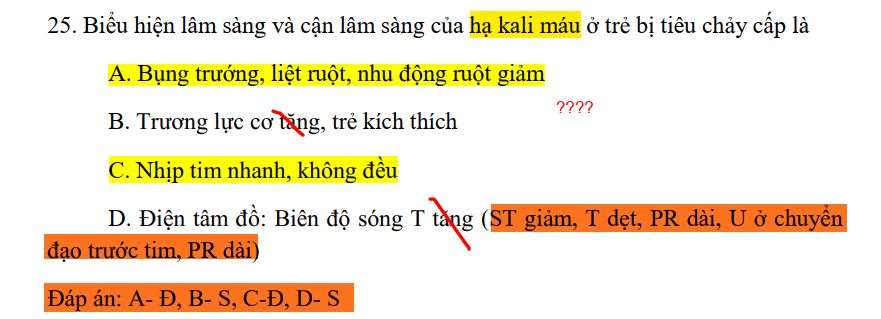 25. Biểu hiện lâm sàng và cận lâm sàng của hạ kali máu ở trẻ bị tiêu chảy cấp là
A. Bụng trướng, liệt ruột, nhu động ruột giảm
????
B. Trương lực cơ tăng, trẻ kích thích
C. Nhịp tim nhanh, không đều
D. Điện tâm đồ: Biên độ sóng T tăng (ST giảm, T dẹt, PR dài, U ở chuyển
đạo trước tim, PR dài)
Đáp án: A- Đ, B- S, C-Đ, D- S